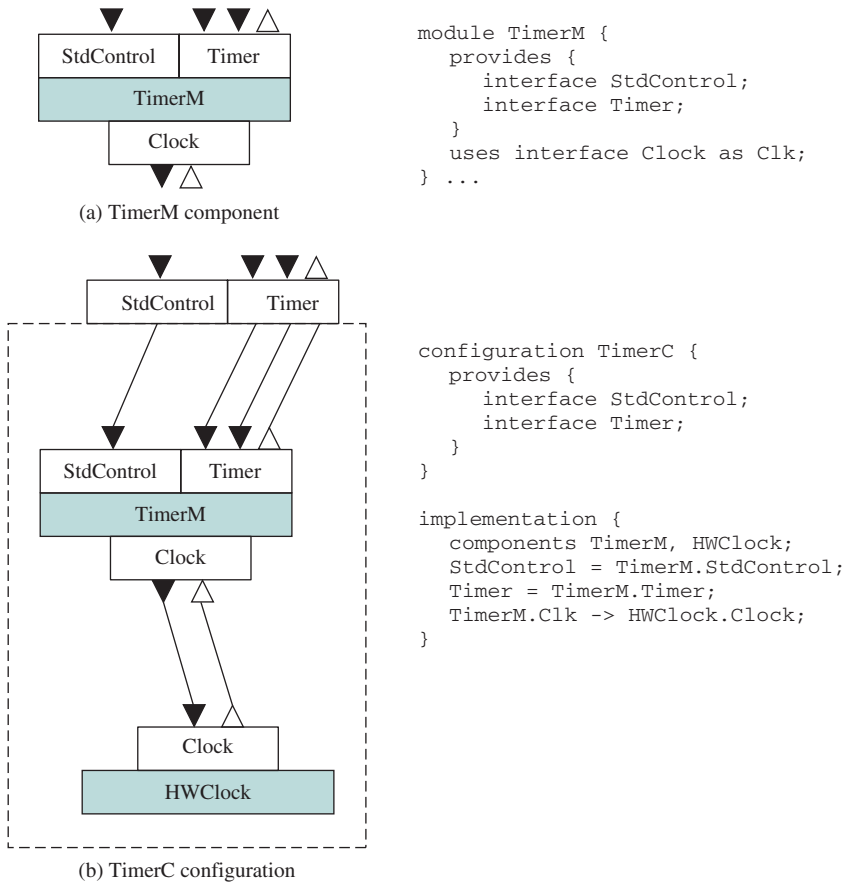 StdControl Timer
TimerM
Clock
(a) TimerM component
module TimerM {
provides {
interface StdControl;
interface Timer;
}
uses interface Clock as Clk;
} ...
StdControl Timer
StdControl Timer
TimerM
Clock
Clock
HWClock
(b) TimerC configuration
configuration TimerC {
provides {
interface StdControl;
interface Timer;
}
}
implementation {
components TimerM, HWClock;
StdControl = TimerM.StdControl;
Timer = TimerM.Timer;
TimerM.Clk -> HWClock.Clock;
}